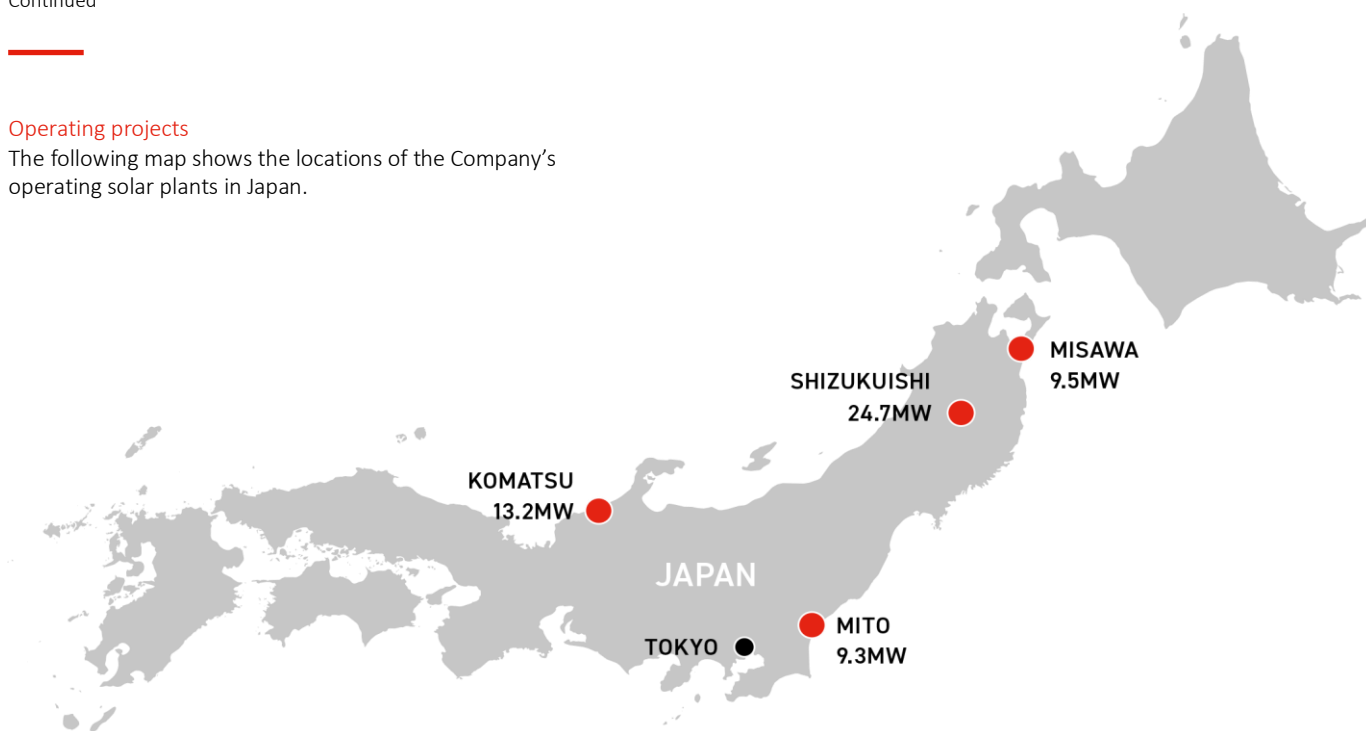 Continued
Operating projects
The following map shows the locations of the Company's
operating solar plants in Japan.
MISAWA
9.5MW
SHIZUKUISHI
24.7MW
KOMATSU
13.2MW
JAPAN
MITO
9.3MW
TOKYO